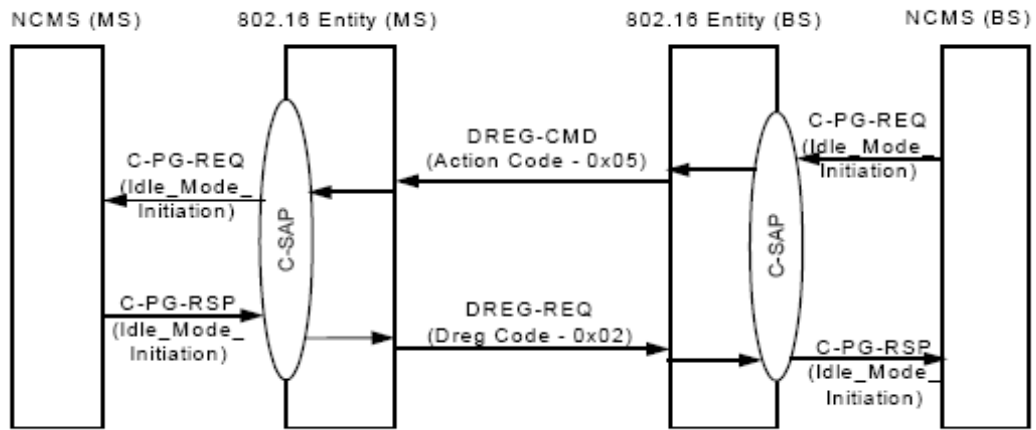 NCMS (MS)
802.16 Entity (MS)
802.16 Entity (BS)
NCMS (BS)
C-PG-REQ
(Idle_Mode_
Initiation)
C-SAP
DREG-CMD
(Action Code - 0x05)
C-SAP
C-PG-REQ
(Idle_Mode_
Initiation)
C-PG-RSP
(Idle_Mode_
Initiation)
DREG-REQ
(Dreg Code - 0x02)
C-PG-RSP
(Idle_Mode_
Initiation)